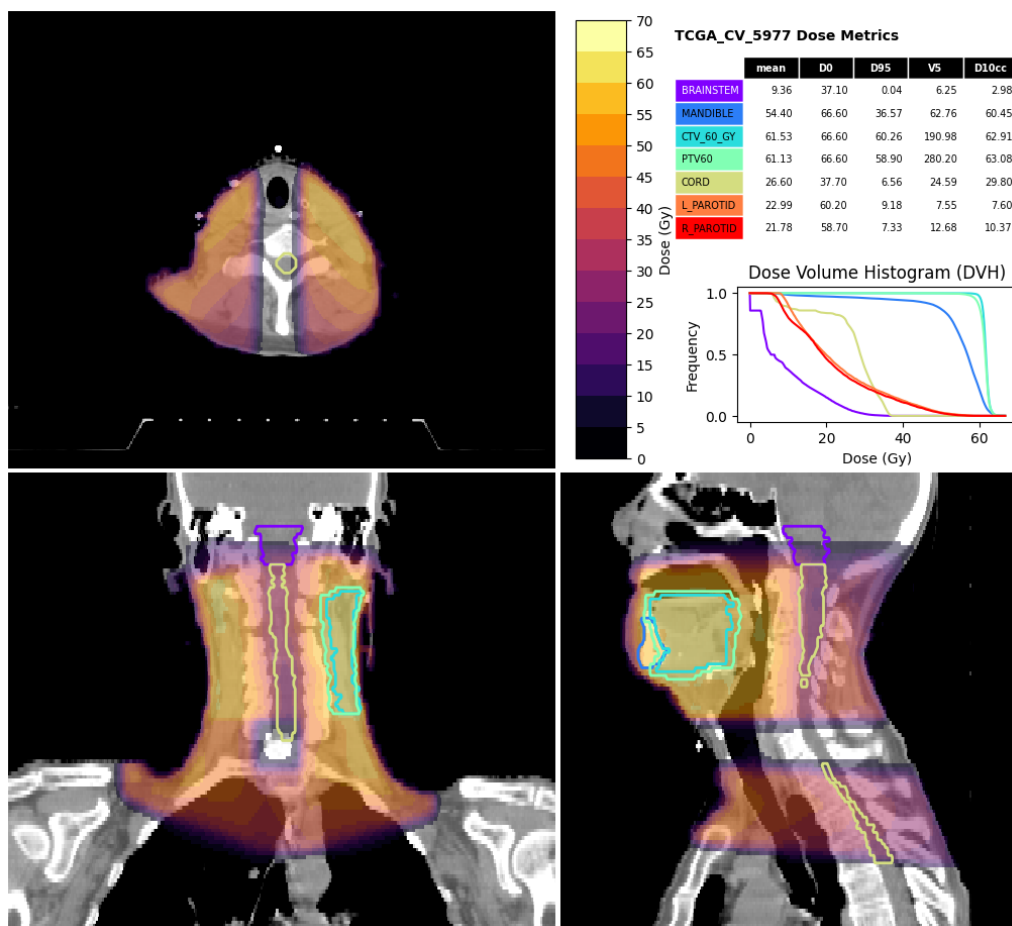 TCGA_CV_5977 Dose Metrics
mean D0 D95 V5 D10cc
BRAINSTEM 9.36 37.10 0.04 6.25 2.98
MANDIBLE 54.40 66.60 36.57 62.76 60.45
CTV_60_GY 61.53 66.60 60.26 190.98 62.91
PTV60 61.13 66.60 58.90 280.20 63.08
CORD 26.60 37.70 6.56 24.59 29.80
L_PAROTID 22.99 60.20 9.18 7.55 7.60
R_PAROTID 21.78 58.70 7.33 12.68 10.37
70
65
60
55
50
45
40
35
30
25
20
15
10
5
0
Dose (Gy)
Dose Volume Histogram (DVH)
Frequency
1.0
0.5
0.0
0 20 40 60
Dose (Gy)